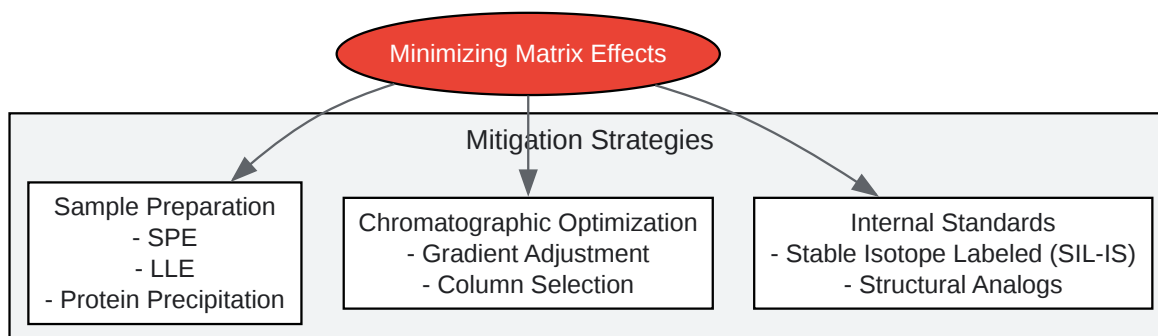 Minimizing Matrix Effects
Mitigation Strategies
Sample Preparation
- SPE
- LLE
- Protein Precipitation
Chromatographic Optimization
- Gradient Adjustment
- Column Selection
Internal Standards
- Stable Isotope Labeled (SIL-IS)
- Structural Analogs